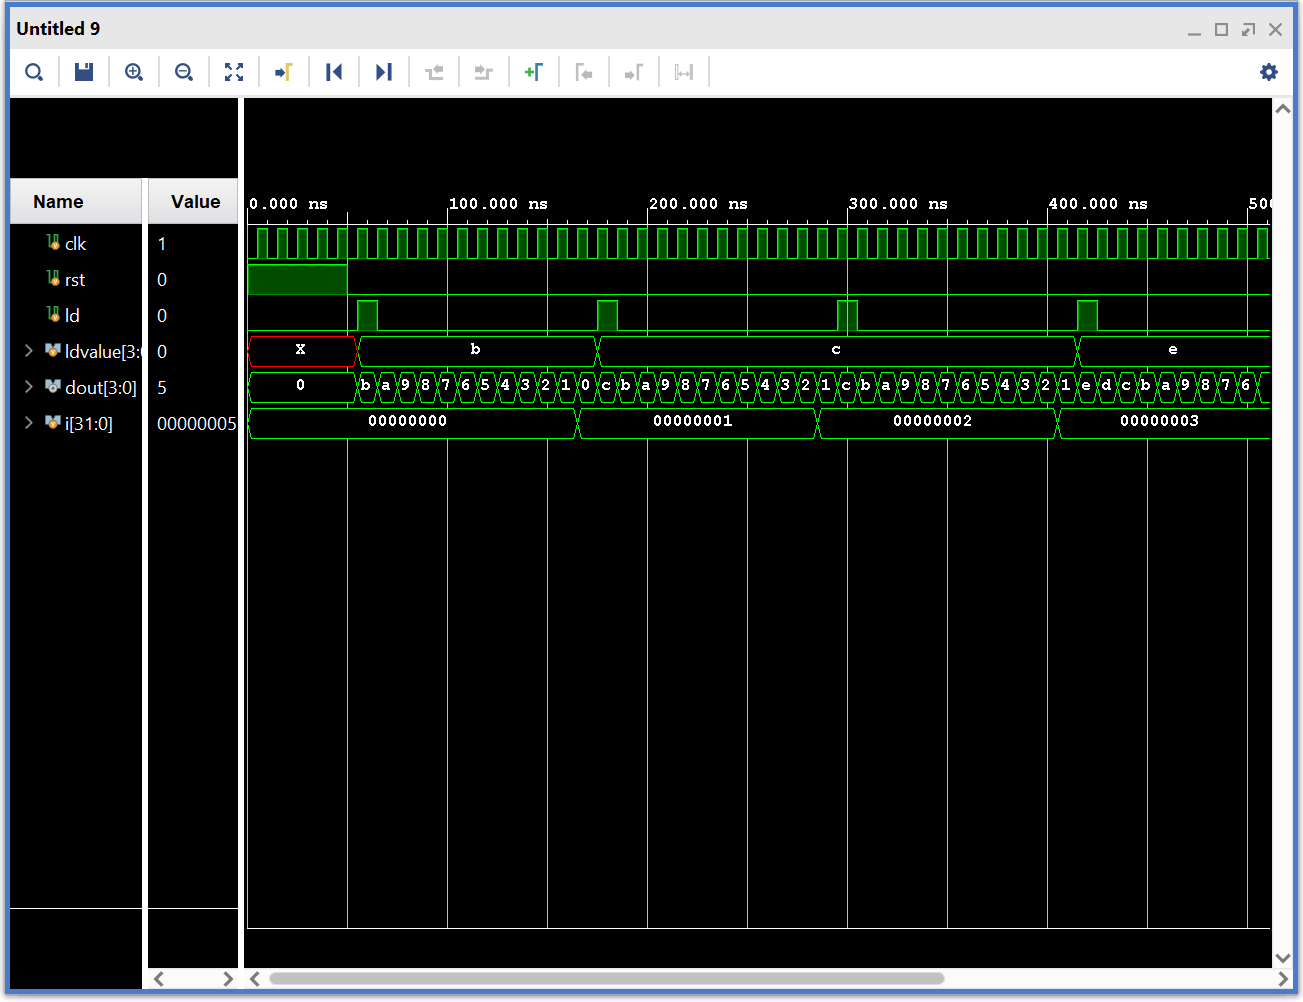 Untitled 9
Name Value
0.000 ns 100.000 ns 200.000 ns 300.000 ns 400.000 ns 500
clk 1
rst 0
ld 0
ldvalue[3:0 0 X b c e
dout[3:0] 5 0 b a 9 8 7 6 5 4 3 2 1 0 c b a 9 8 7 6 5 4 3 2 1 c b a 9 8 7 6 5 4 3 2 1 e d c b a 9 8 7 6
i[31:0] 00000005 00000000 00000001 00000002 00000003